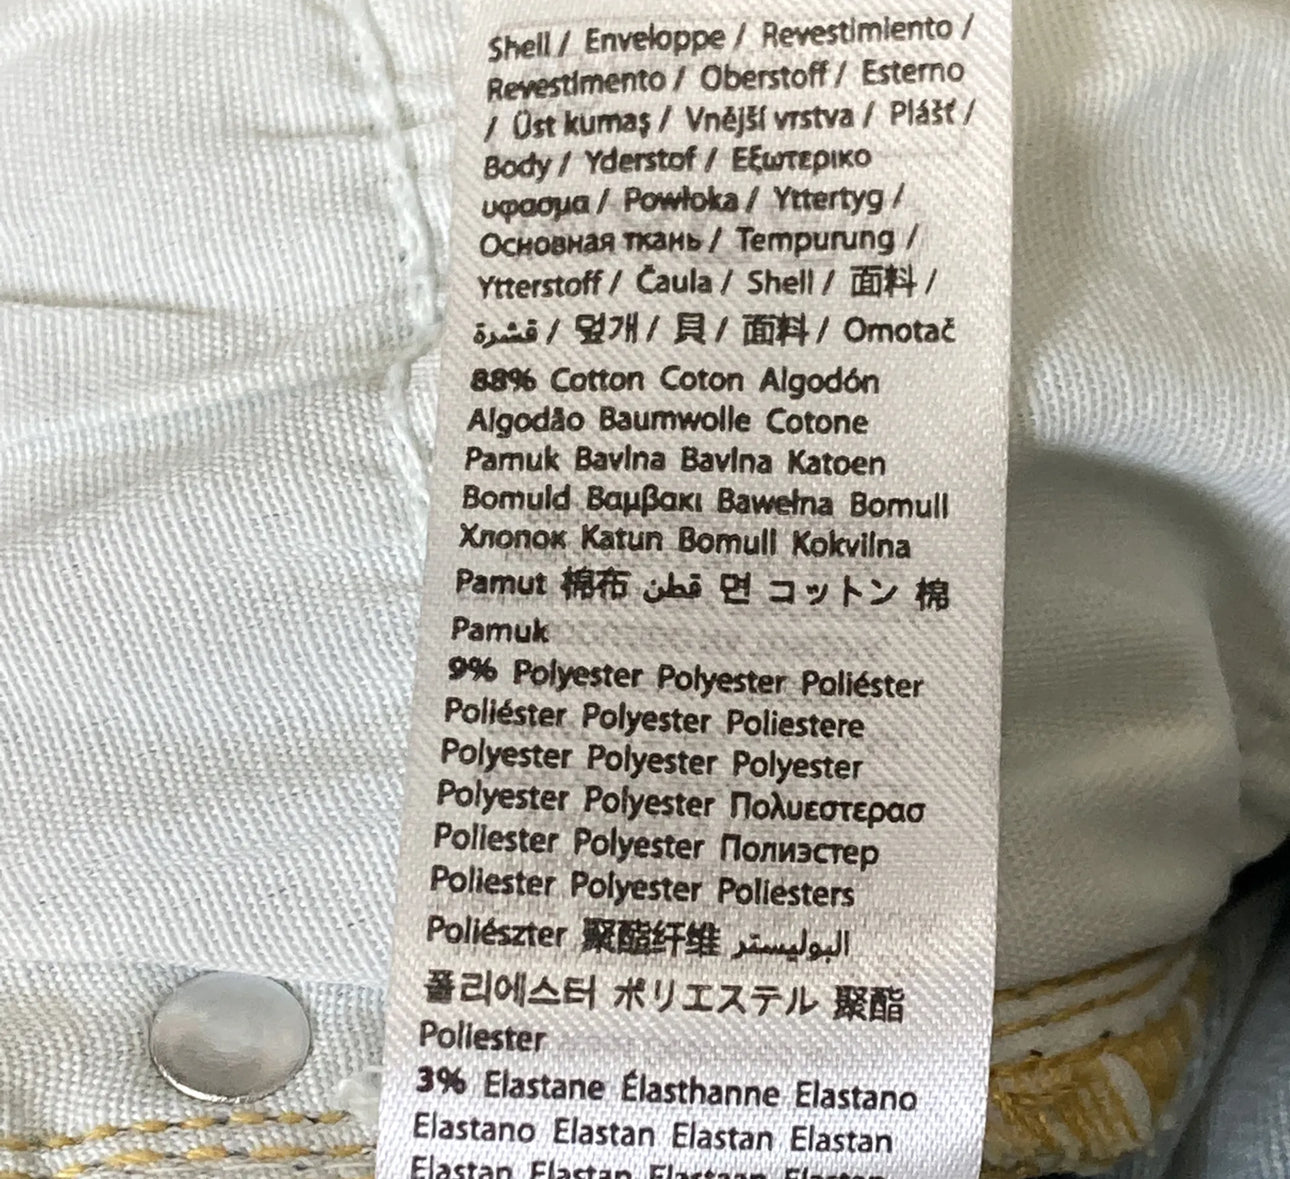 Shell / Enveloppe / Revestimiento /
Revestimento / Oberstoff / Esterno
/ Üst kumaş / Vnější vrstva / Plášť /
Body / Yderstof / Εξωτερικο
υφασμα / Powłoka / Yttertyg /
Основная ткань / Tempurung /
Ytterstoff / Čaula / Shell / 面料 /
قشرة / 덮개 / 貝 / 面料 / Omotač
88% Cotton Coton Algodón
Algodão Baumwolle Cotone
Pamuk Bavlna Bavlna Katoen
Bomuld Βαμβακι Bawełna Bomull
Хлопок Katun Bomull Kokvilna
Pamut 棉布 قطن 면 コットン 棉
Pamuk
9% Polyester Polyester Poliéster
Poliéster Polyester Poliestere
Polyester Polyester Polyester
Polyester Polyester Πολυεστερασ
Poliester Polyester Полиэстер
Poliester Polyester Poliesters
Poliészter 聚酯纤维 البوليستر
폴리에스터 ポリエステル 聚酯
Poliester
3% Elastane Élasthanne Elastano
Elastano Elastan Elastan Elastan
Elastan Elastan Elastaan